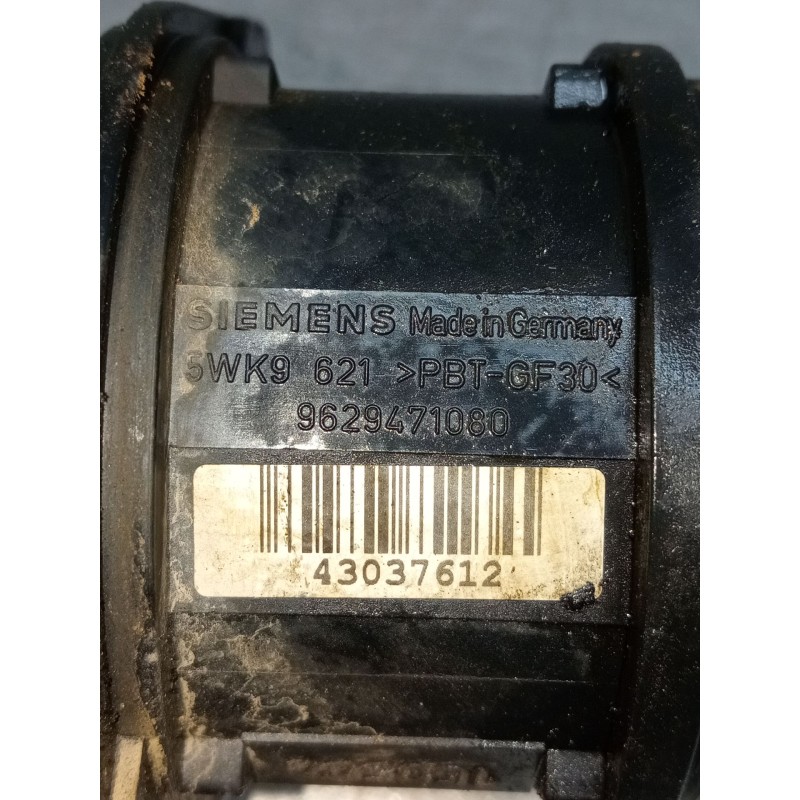 SIEMENS Made in Germany
5WK9 621 >PBT-GF30<
9629471080
43037612